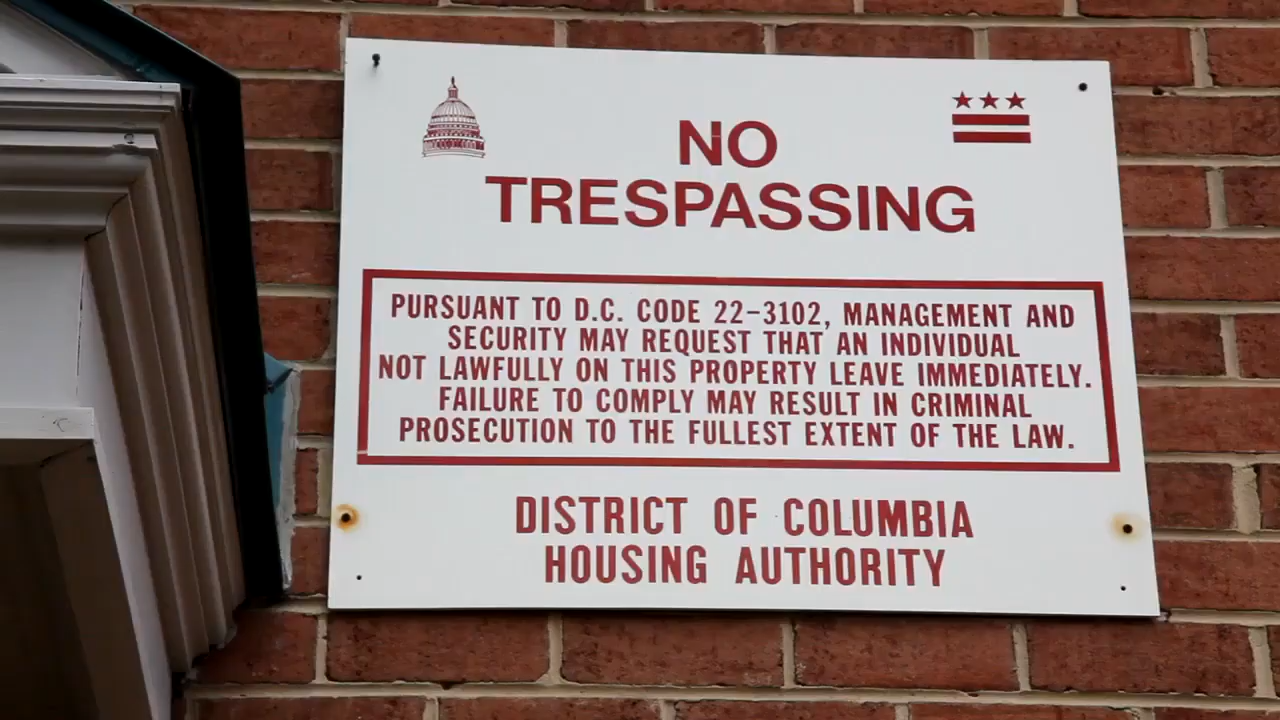 NO
TRESPASSING
PURSUANT TO D.C. CODE 22-3102, MANAGEMENT AND
SECURITY MAY REQUEST THAT AN INDIVIDUAL
NOT LAWFULLY ON THIS PROPERTY LEAVE IMMEDIATELY.
FAILURE TO COMPLY MAY RESULT IN CRIMINAL
PROSECUTION TO THE FULLEST EXTENT OF THE LAW.
DISTRICT OF COLUMBIA
HOUSING AUTHORITY